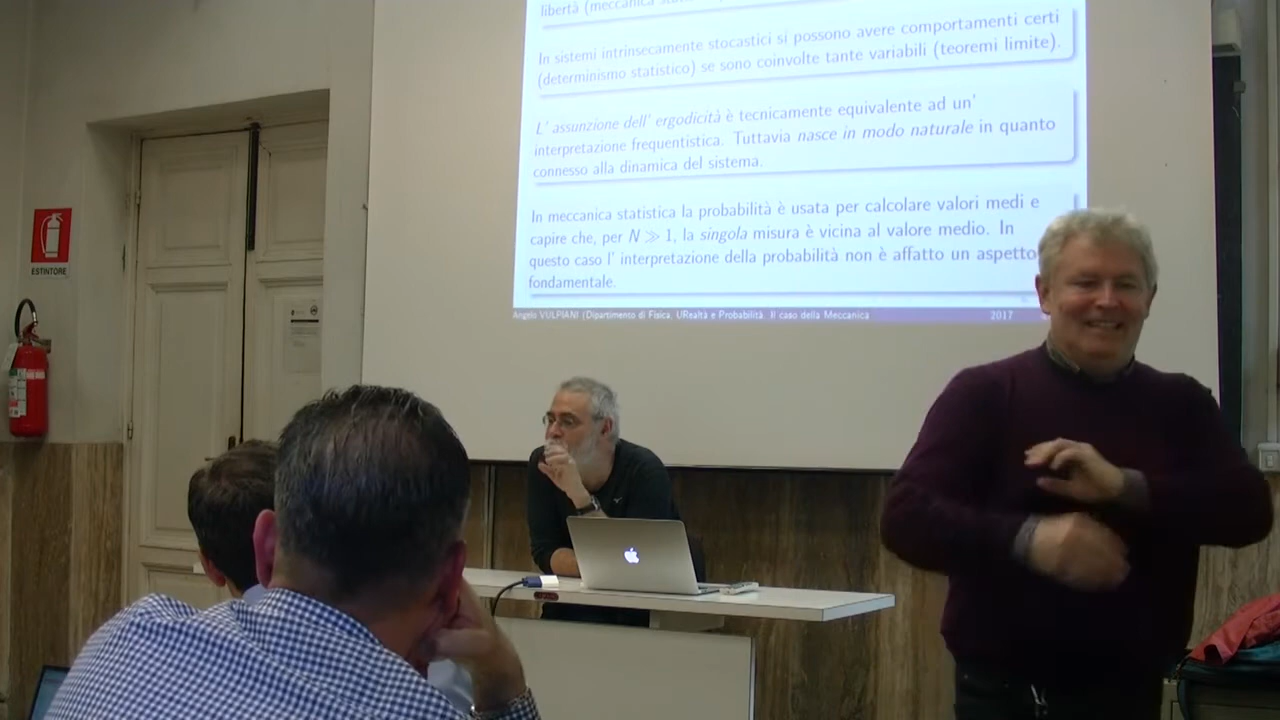 libertà (meccanica
In sistemi intrinsecamente stocastici si possono avere comportamenti certi
(determinismo statistico) se sono coinvolte tante variabili (teoremi limite).
L' assunzione dell' ergodicità è tecnicamente equivalente ad un'
interpretazione frequentistica. Tuttavia nasce in modo naturale in quanto
connesso alla dinamica del sistema.
In meccanica statistica la probabilità è usata per calcolare valori medi e
capire che, per N ≫ 1, la singola misura è vicina al valore medio. In
questo caso l' interpretazione della probabilità non è affatto un aspetto
fondamentale.
Angelo VULPIANI (Dipartimento di Fisica, URealtà e Probabilità. Il caso della Meccanica 2017
ESTINTORE